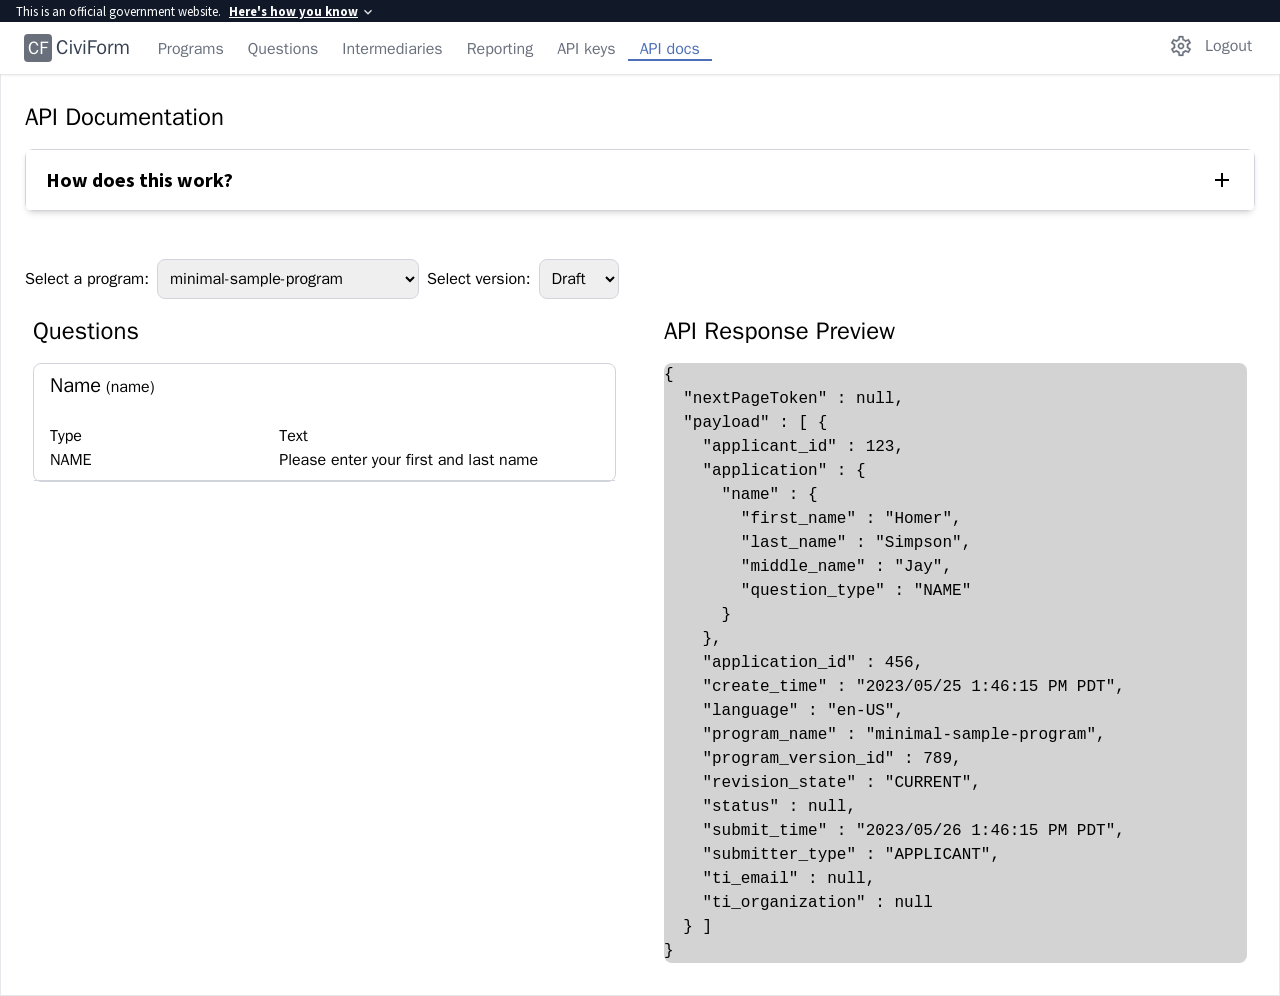 This is an official government website. Here's how you know
CF CiviForm Programs Questions Intermediaries Reporting API keys API docs Logout
API Documentation
How does this work?
Select a program: minimal-sample-program Select version: Draft
Questions
Name (name)
Type Text
NAME Please enter your first and last name
API Response Preview
{
  "nextPageToken" : null,
  "payload" : [ {
    "applicant_id" : 123,
    "application" : {
      "name" : {
        "first_name" : "Homer",
        "last_name" : "Simpson",
        "middle_name" : "Jay",
        "question_type" : "NAME"
      }
    },
    "application_id" : 456,
    "create_time" : "2023/05/25 1:46:15 PM PDT",
    "language" : "en-US",
    "program_name" : "minimal-sample-program",
    "program_version_id" : 789,
    "revision_state" : "CURRENT",
    "status" : null,
    "submit_time" : "2023/05/26 1:46:15 PM PDT",
    "submitter_type" : "APPLICANT",
    "ti_email" : null,
    "ti_organization" : null
  } ]
}